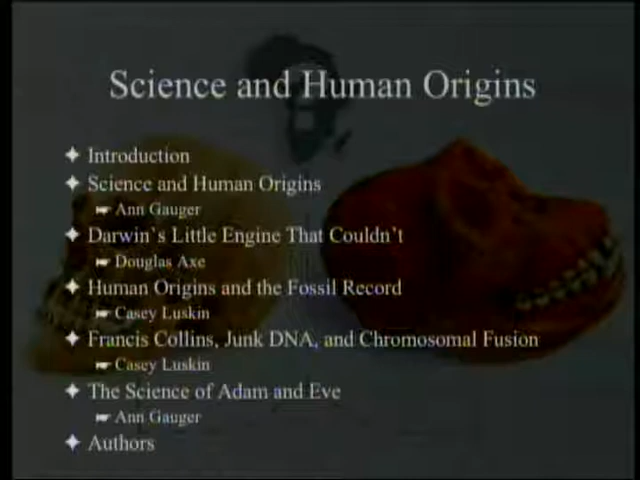 Science and Human Origins
Introduction
Science and Human Origins
Ann Gauger
Darwin's Little Engine That Couldn't
Douglas Axe
Human Origins and the Fossil Record
Casey Luskin
Francis Collins, Junk DNA, and Chromosomal Fusion
Casey Luskin
The Science of Adam and Eve
Ann Gauger
Authors